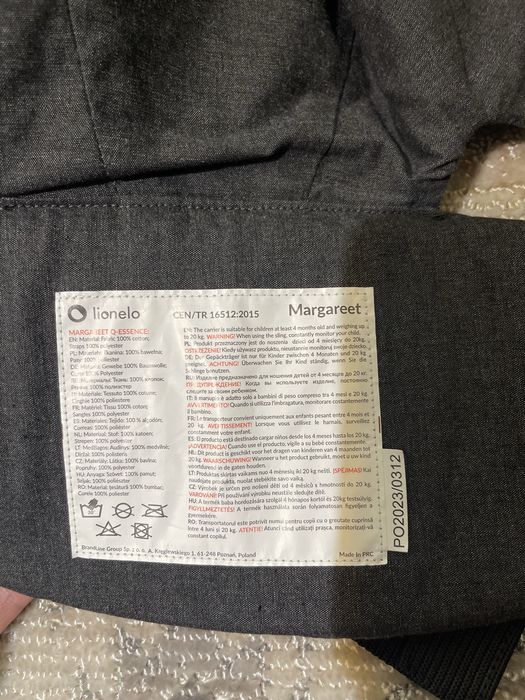 lionelo
CEN/TR 16512:2015
Margareet
MARGAREET Q-ESSENCE:
EN: Material: Fabric 100% cotton;
Straps 100% polyester
PL: Materiały: tkanina: 100% bawełna;
Pasy: 100% polyester
DE: Material: Gewebe 100% Baumwolle;
Gurte 100% Polyester
RU: Материалы: Ткань: 100% хлопок;
Ремни: 100% полиэстер
IT: Materiali: Tessuto 100% cotone;
Cinghie 100% poliestere
FR: Matériel: Tissu 100% coton;
Sangles 100% polyester
ES: Materiales: Tejido: 100 % algodón;
Correas: 100% poliéster
NL: Materiaal: Stof: 100% katoen;
Strepen: 100% polyester
LT: Medžiagos: Audinys: 100% medvilnė;
Diržai: 100% poliesteris
CZ: Materiály: Látka: 100% bavlna;
Popruhy: 100% polyester
HU: Anyaga: Szövet: 100% pamut;
Szíjak: 100% poliészter
RO: Material: țesătură 100% bumbac;
Curele 100% poliester
EN: The carrier is suitable for children at least 4 months old and weighing up
to 20 kg. WARNING! When using the sling, constantly monitor your child.
PL: Produkt przeznaczony jest do noszenia dzieci od 4 miesięcy do 20kg.
OSTRZEŻENIE! Kiedy używasz produktu, nieustannie monitoruj swoje dziecko.
DE: Der Gepäckträger ist nur für Kinder zwischen 4 Monaten und 20 kg
geeignet. ACHTUNG! Überwachen Sie Ihr Kind ständig, wenn Sie die
Schlinge benutzen.
RU: Изделие предназначено для ношения детей от 4 месяцев до 20 кг.
ПРЕДУПРЕЖДЕНИЕ! Когда вы используете изделие, постоянно
следите за своим ребенком.
IT: Il manuale è adatto solo a bambini di peso compreso tra 4 mesi e 20 kg.
AVVERTIMENTO! Quando si utilizza l'imbragatura, monitorare costantemente
il bambino.
FR: Le transporteur convient uniquement aux enfants pesant entre 4 mois et
20 kg. AVERTISSEMENT! Lorsque vous utilisez le harnais, surveillez
constamment votre enfant.
ES: El producto está destinado cargar niños desde los 4 meses hasta los 20 kg.
¡ADVERTENCIA! Cuando use el producto, vigile a su bebé constantemente
NL: Dit product is geschikt voor het dragen van kinderen van 4 maanden tot
20 kg. WAARSCHUWING! Wanneer u het product gebruikt, moet u uw kind
voortdurend in de gaten houden.
LT: Produktas skirtas vaikus nuo 4 mėnesių iki 20 kg nešti. ĮSPĖJIMAS! Kai
naudojate produktą, nuolat stebėkite savo vaiką.
CZ: Výrobek je určen pro nošení dětí od 4 měsíců s hmotností do 20 kg.
VAROVÁNÍ! Při používání výrobku neustále sledujte dítě.
HU: A termék baba hordozására szolgál 4 hónapos kortól és 20kg testsúlyig.
FIGYELMEZTETÉS! A termék használata során folyamatosan figyeljen a
gyermekére.
RO: Transportorul este potrivit numai pentru copii cu o greutate cuprinsă
între 4 luni și 20 kg. ATENȚIE! Atunci când utilizați prașca, monitorizați-vă
constant copilul.
BrandLine Group Sp. z o. o. A. Kręglewskiego 1, 61-248 Poznań, Poland
Made in PRC
PO2023/0312